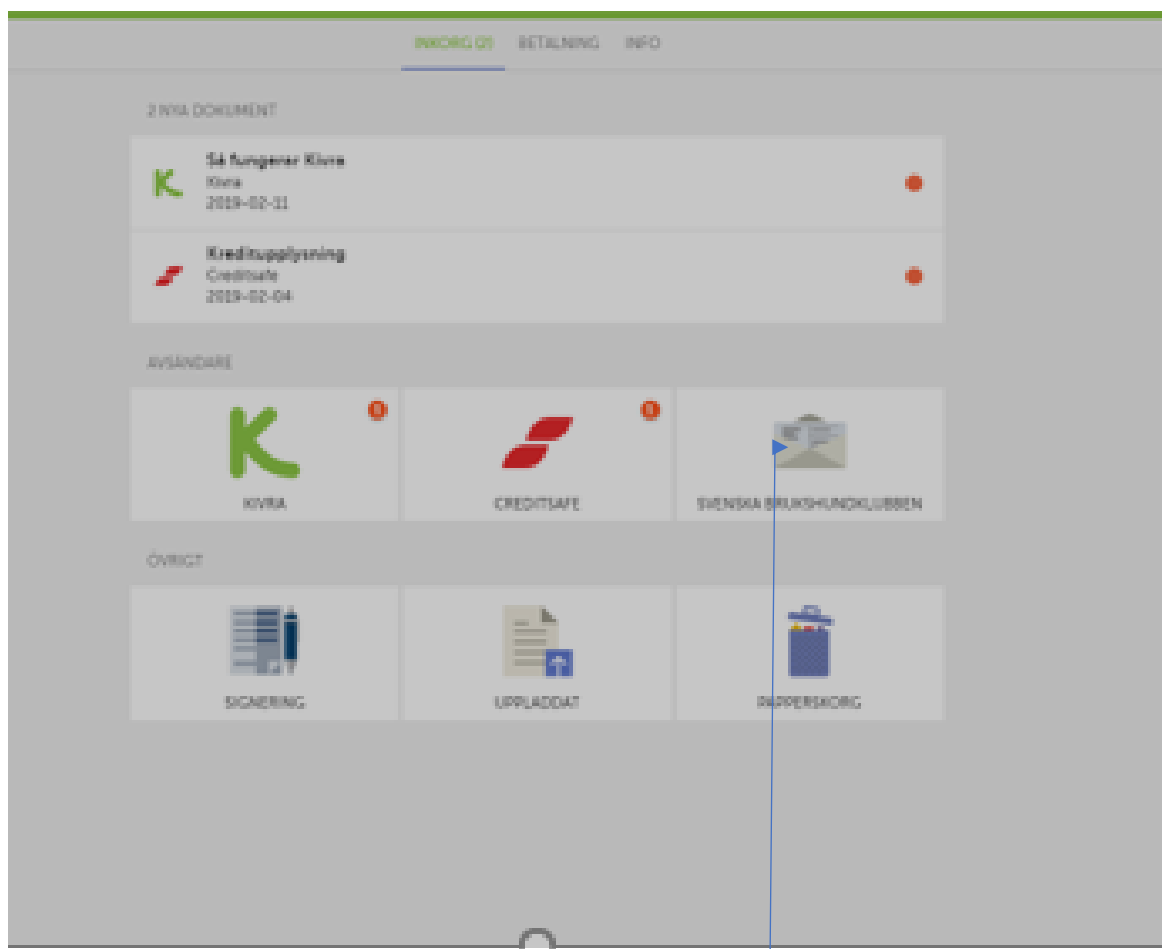 INKORG (2) BETALNING INFO
2 NYA DOKUMENT
Så fungerar Kivra
Kivra
2019-02-11
Kreditupplysning
Creditsafe
2019-02-04
AVSÄNDARE
KIVRA CREDITSAFE SVENSKA BRUKSHUNDKLUBBEN
ÖVRIGT
SIGNERING UPPLADDAT PAPPERSKORG